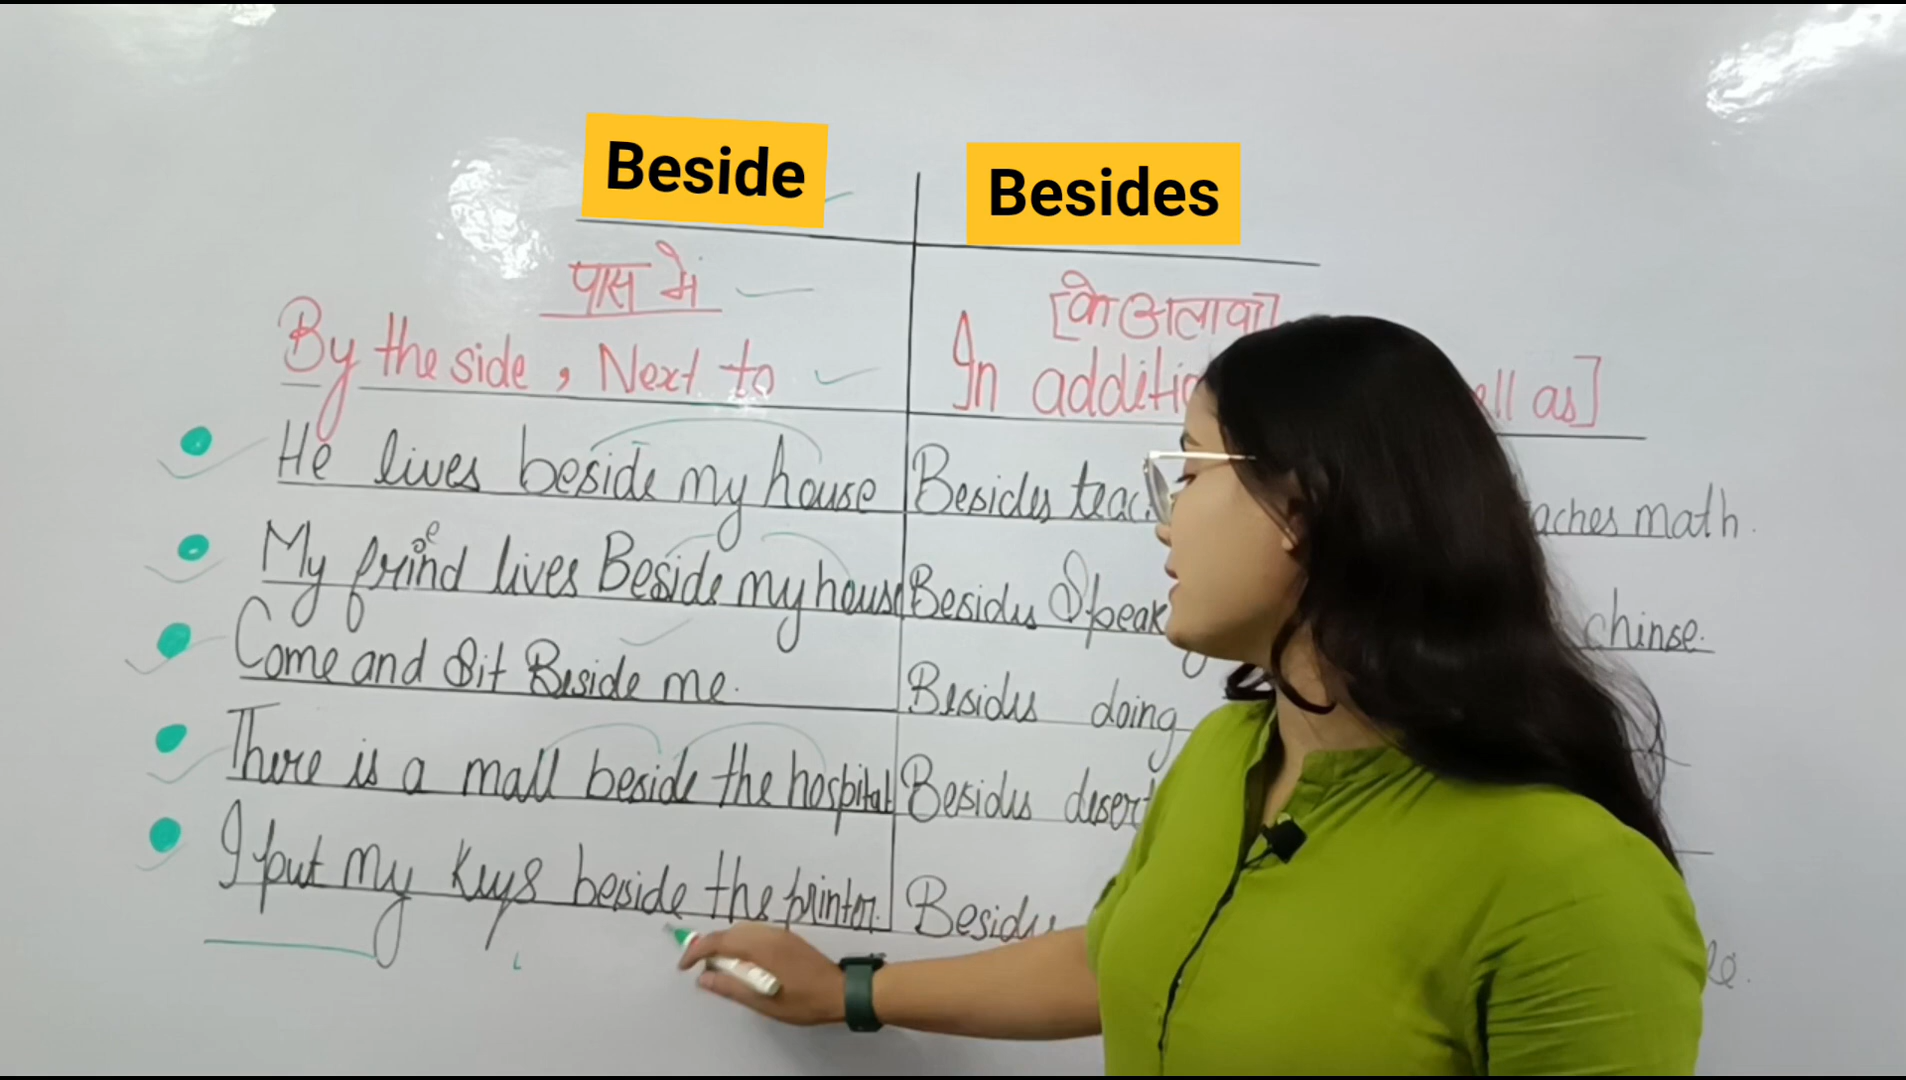 Beside
Besides
पास मे
[के अलावा]
By the side, Next to
In additi ell as]
He lives beside my house
Besides teac aches math.
My friend lives Beside my house
Besides Speak chinse.
Come and Sit Beside me.
Besides doing
There is a mall beside the hospital
Besides desert
I put my keys beside the printer.
Besides